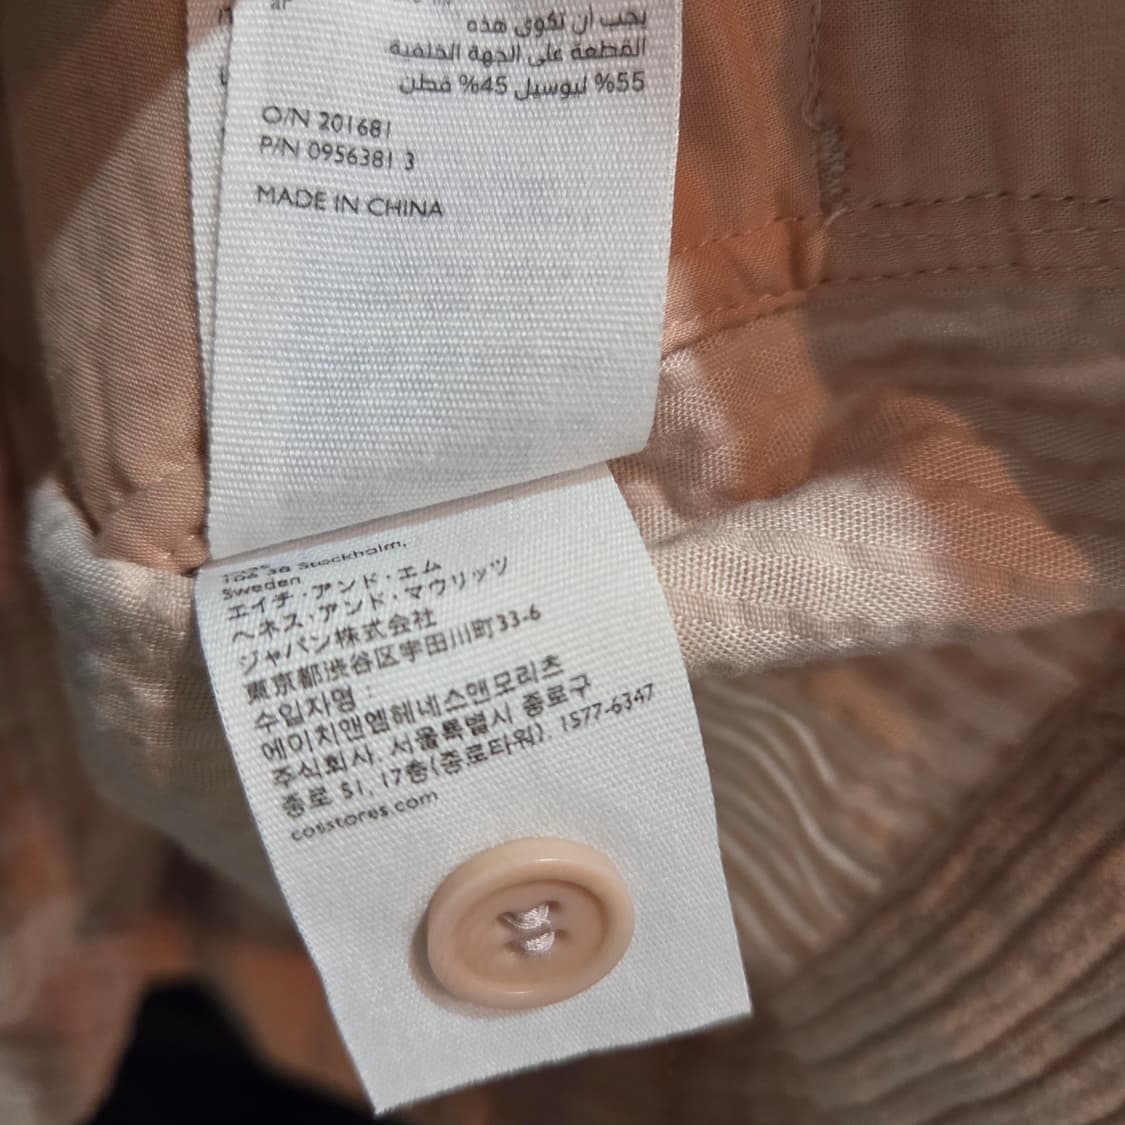 AR
يجب أن تكوى هذه
القطعة على الجهة الخلفية
55% ليوسيل 45% قطن
O/N 201681
P/N 0956381 3
MADE IN CHINA
106 38 Stockholm,
Sweden
エイチ・アンド・エム
ヘネス・アンド・マウリッツ
ジャパン株式会社
東京都渋谷区宇田川町33-6
수입자명 :
에이치앤엠헤네스앤모리츠
주식회사, 서울특별시 종로구
종로 51, 17층(종로타워), 1577-6347
cosstores.com